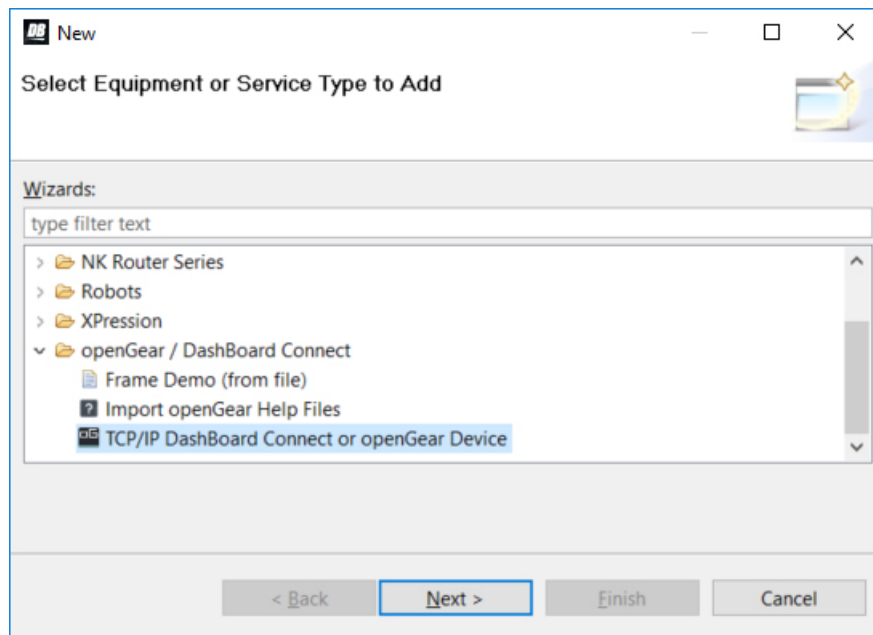 DB New
Select Equipment or Service Type to Add
Wizards:
type filter text
NK Router Series
Robots
XPression
openGear / DashBoard Connect
Frame Demo (from file)
? Import openGear Help Files
oG TCP/IP DashBoard Connect or openGear Device
< Back Next > Finish Cancel